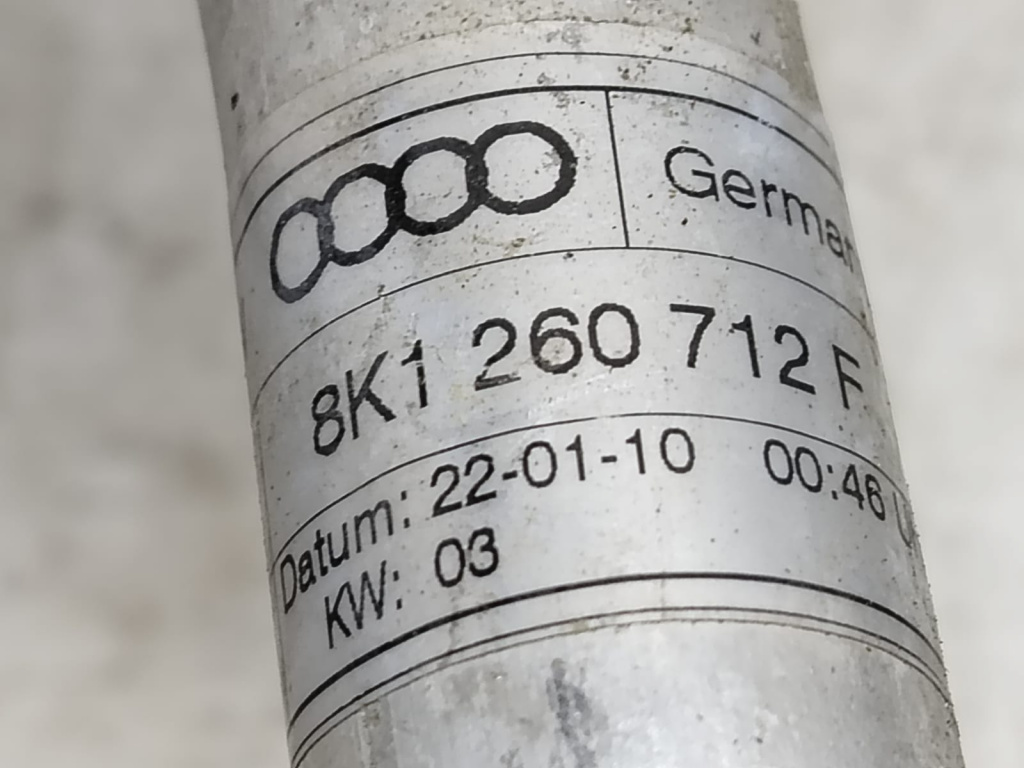 German
8K1 260 712 F
Datum: 22-01-10 00:46 U
KW: 03